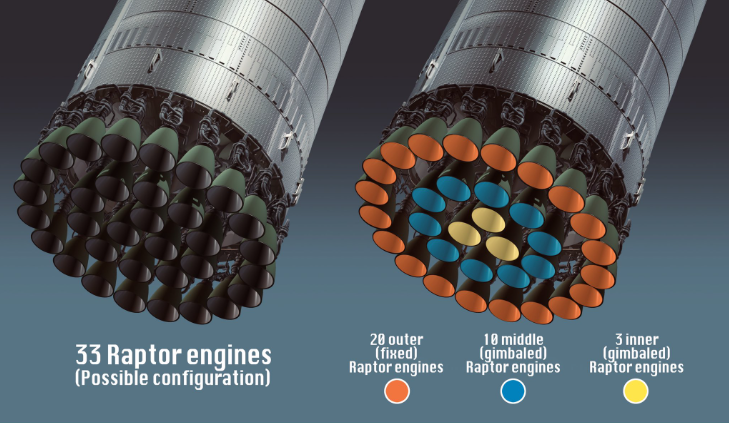 33 Raptor engines
(Possible configuration)
20 outer
(fixed)
Raptor engines
10 middle
(gimbaled)
Raptor engines
3 inner
(gimbaled)
Raptor engines